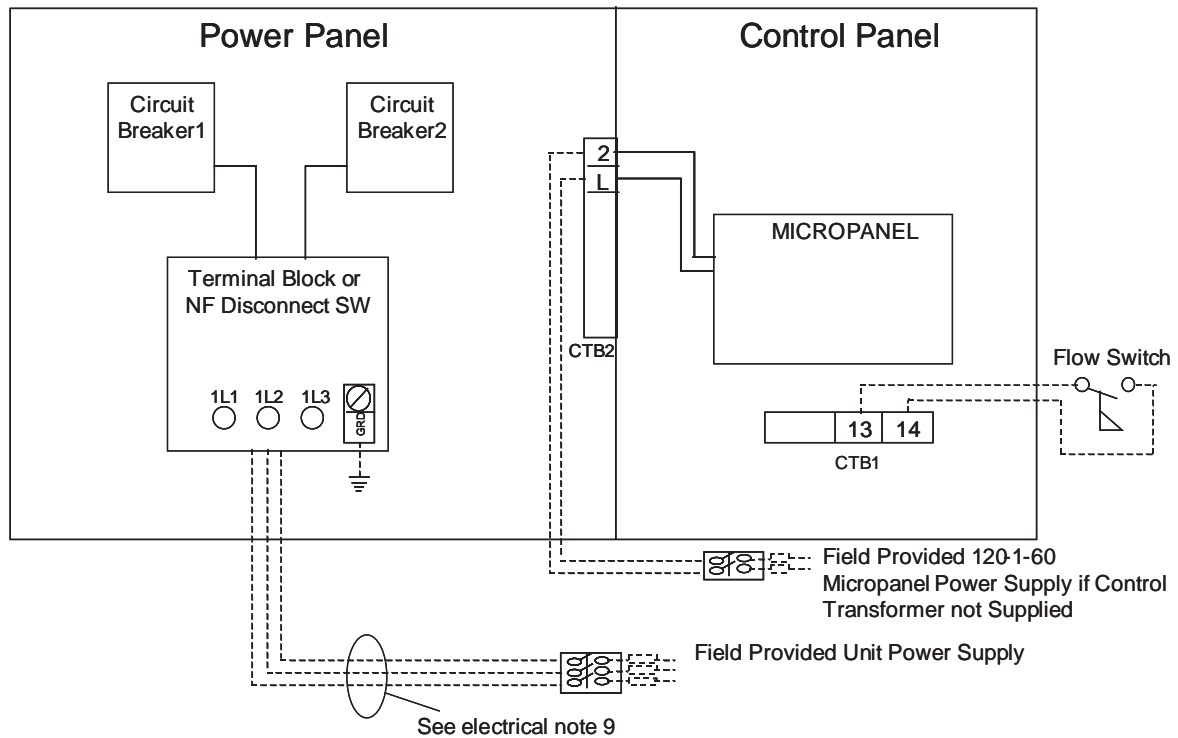 Power Panel
Control Panel
Circuit
Breaker1
Circuit
Breaker2
2
L
MICROPANEL
Terminal Block or
NF Disconnect SW
CTB2
Flow Switch
1L1 1L2 1L3
GRD
13 14
CTB1
Field Provided 120-1-60
Micropanel Power Supply if Control
Transformer not Supplied
Field Provided Unit Power Supply
See electrical note 9